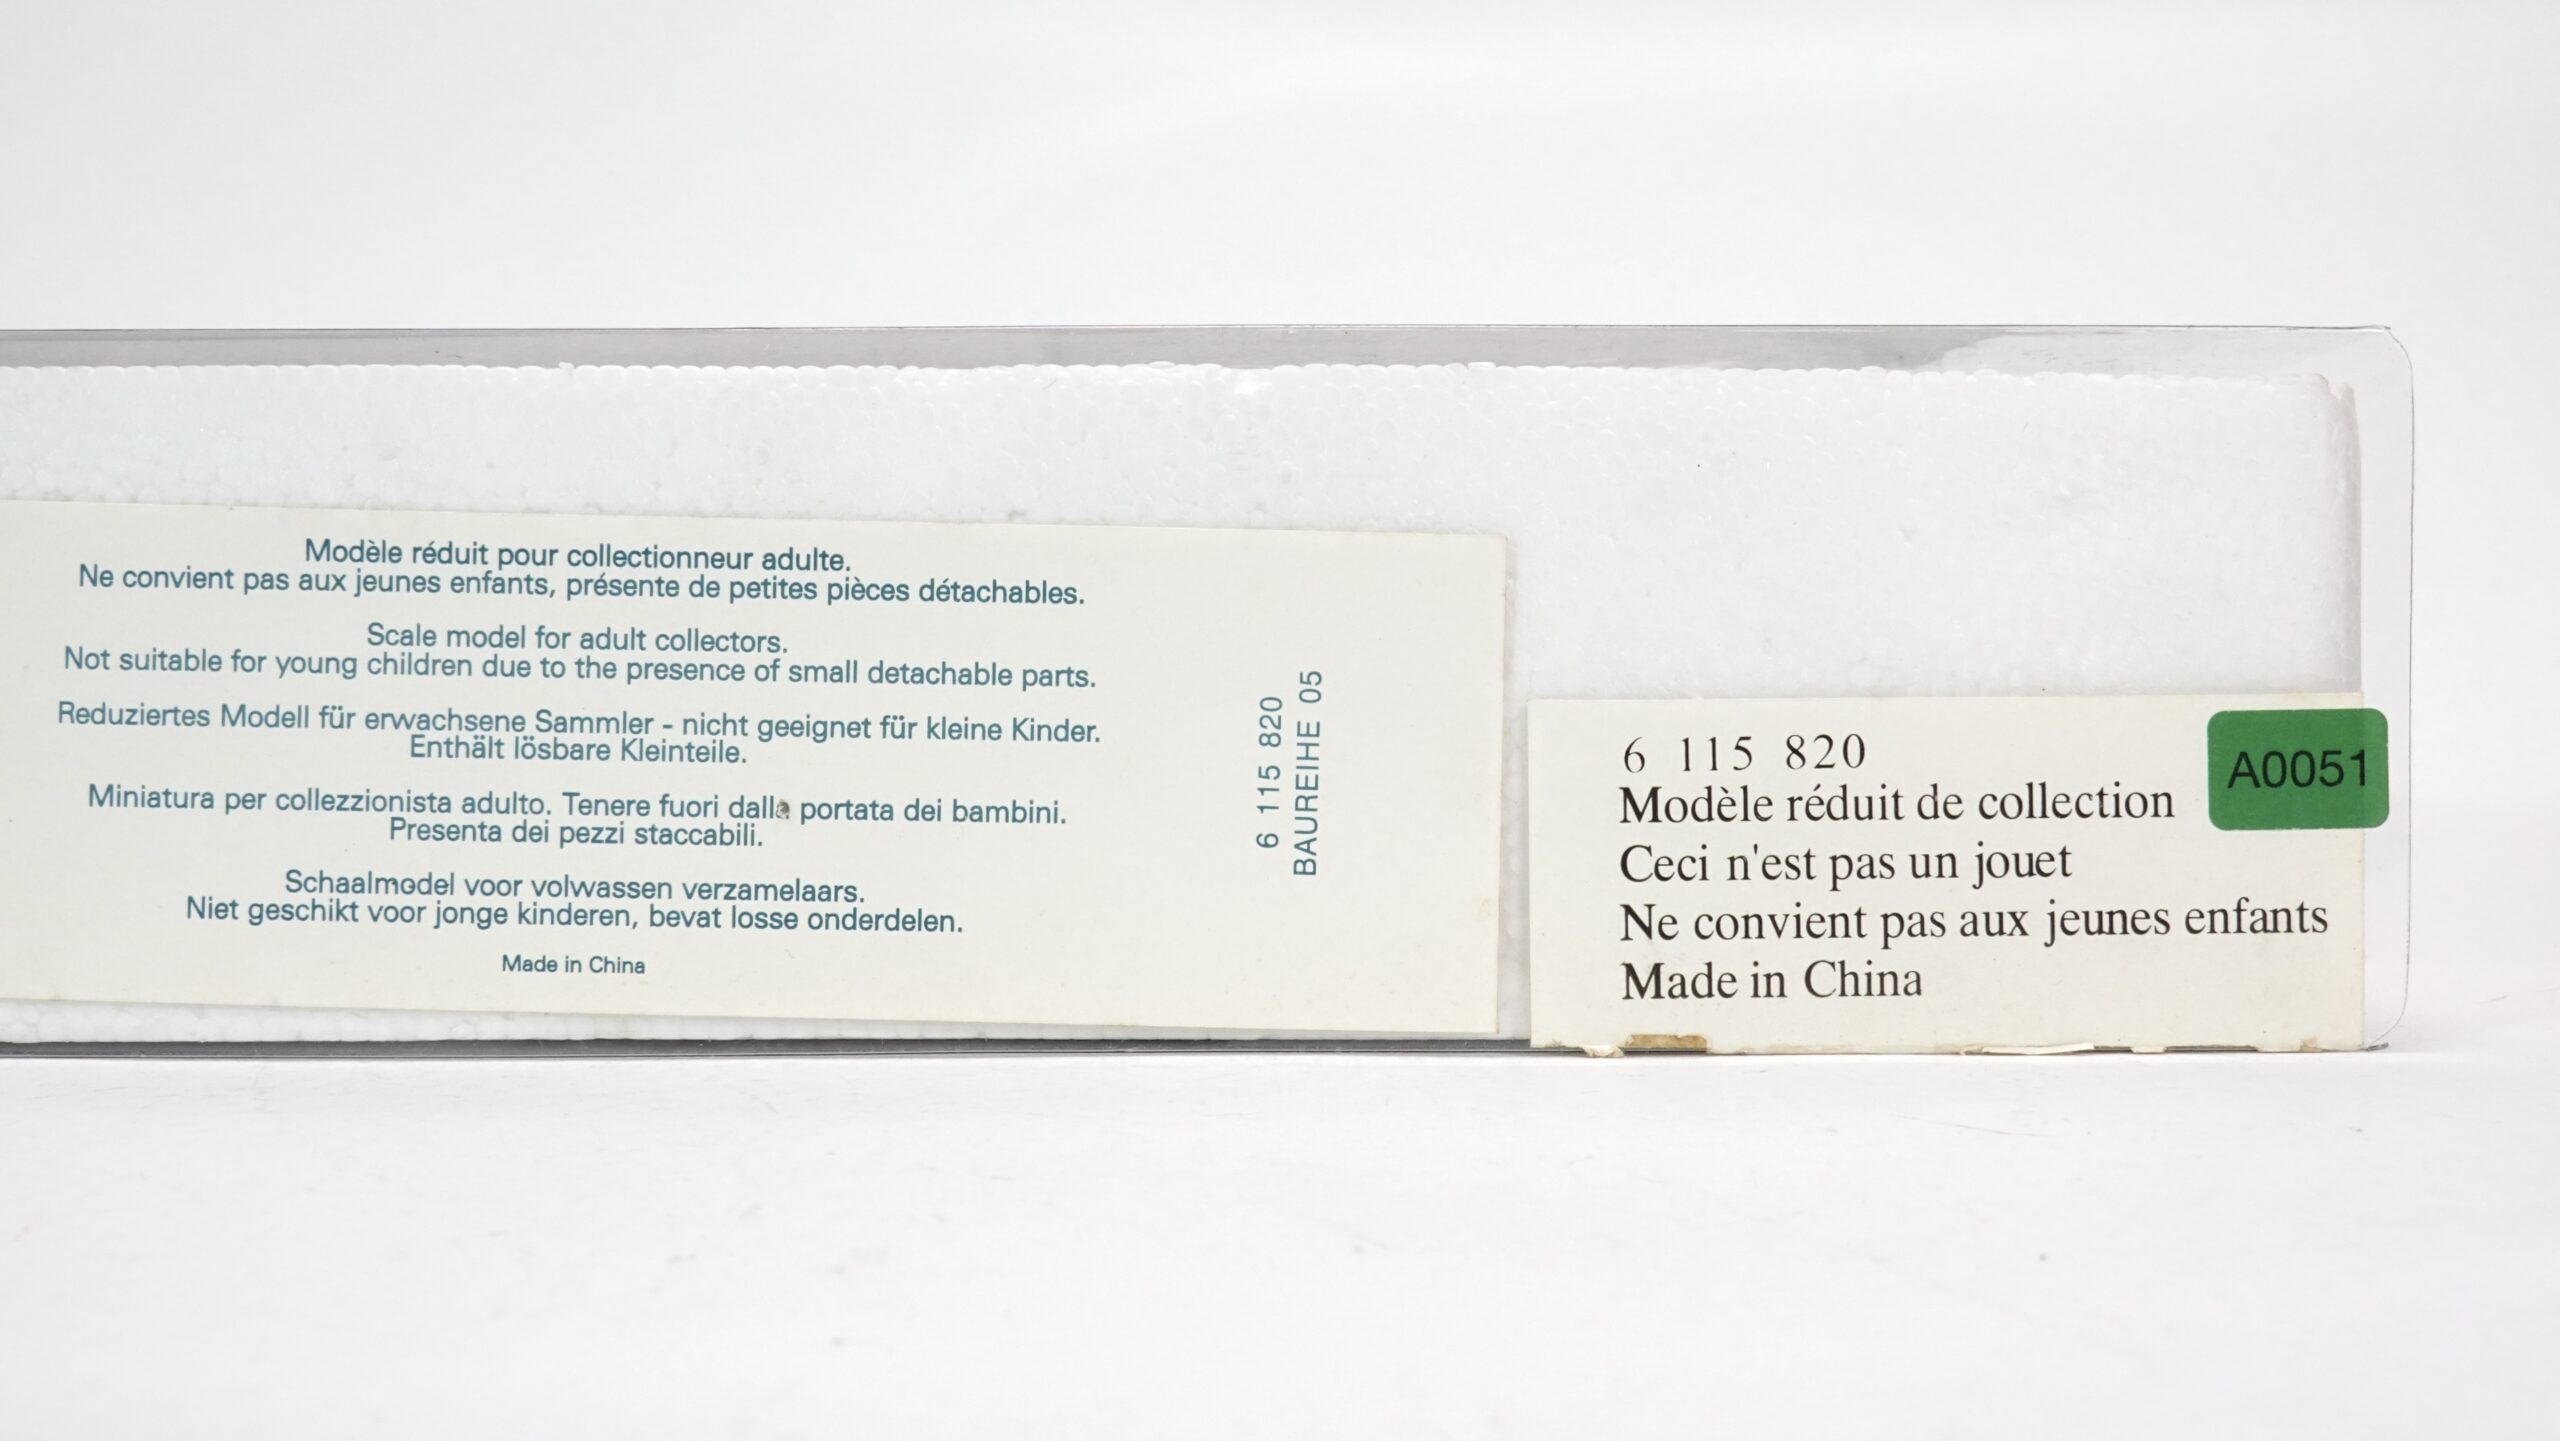 Modèle réduit pour collectionneur adulte.
Ne convient pas aux jeunes enfants, présente de petites pièces détachables.
Scale model for adult collectors.
Not suitable for young children due to the presence of small detachable parts.
Reduziertes Modell für erwachsene Sammler - nicht geeignet für kleine Kinder.
Enthält lösbare Kleinteile.
Miniatura per collezzionista adulto. Tenere fuori dalla portata dei bambini.
Presenta dei pezzi staccabili.
Schaalmodel voor volwassen verzamelaars.
Niet geschikt voor jonge kinderen, bevat losse onderdelen.
Made in China
6 115 820
BAUREIHE 05
6 115 820
Modèle réduit de collection
Ceci n'est pas un jouet
Ne convient pas aux jeunes enfants
Made in China
A0051